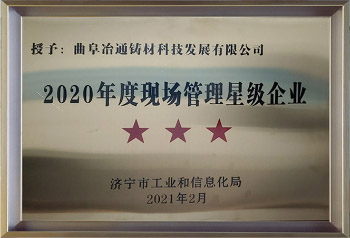 授予：曲阜冶通铸材科技发展有限公司
2020年度现场管理星级企业
济宁市工业和信息化局
2021年2月